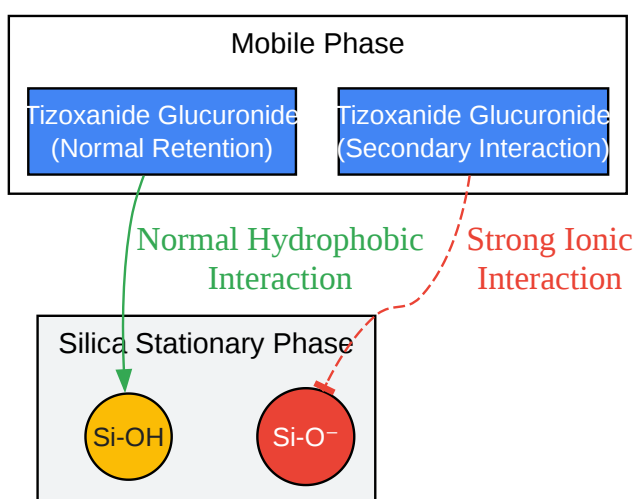 Mobile Phase
Tizoxanide Glucuronide
(Normal Retention)
Tizoxanide Glucuronide
(Secondary Interaction)
Normal Hydrophobic
Interaction
Strong Ionic
Interaction
Silica Stationary Phase
Si-OH
Si-O⁻